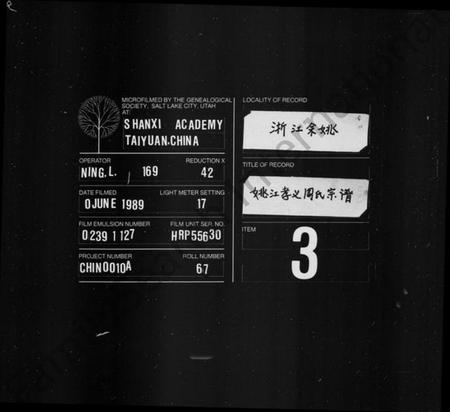 MICROFILMED BY THE GENEALOGICAL
SOCIETY, SALT LAKE CITY, UTAH
AT:
SHANXI ACADEMY
TAIYUAN.CHINA
OPERATOR
REDUCTION X
NING.L. / 169
42
DATE FILMED
LIGHT METER SETTING
0JUNE 1989
17
FILM EMULSION NUMBER
FILM UNIT SER. NO.
0239 1127
HRP55630
PROJECT NUMBER
ROLL NUMBER
CHIN0010A
67
LOCALITY OF RECORD
浙江余姚
TITLE OF RECORD
姚江孝义周氏宗谱
ITEM
3